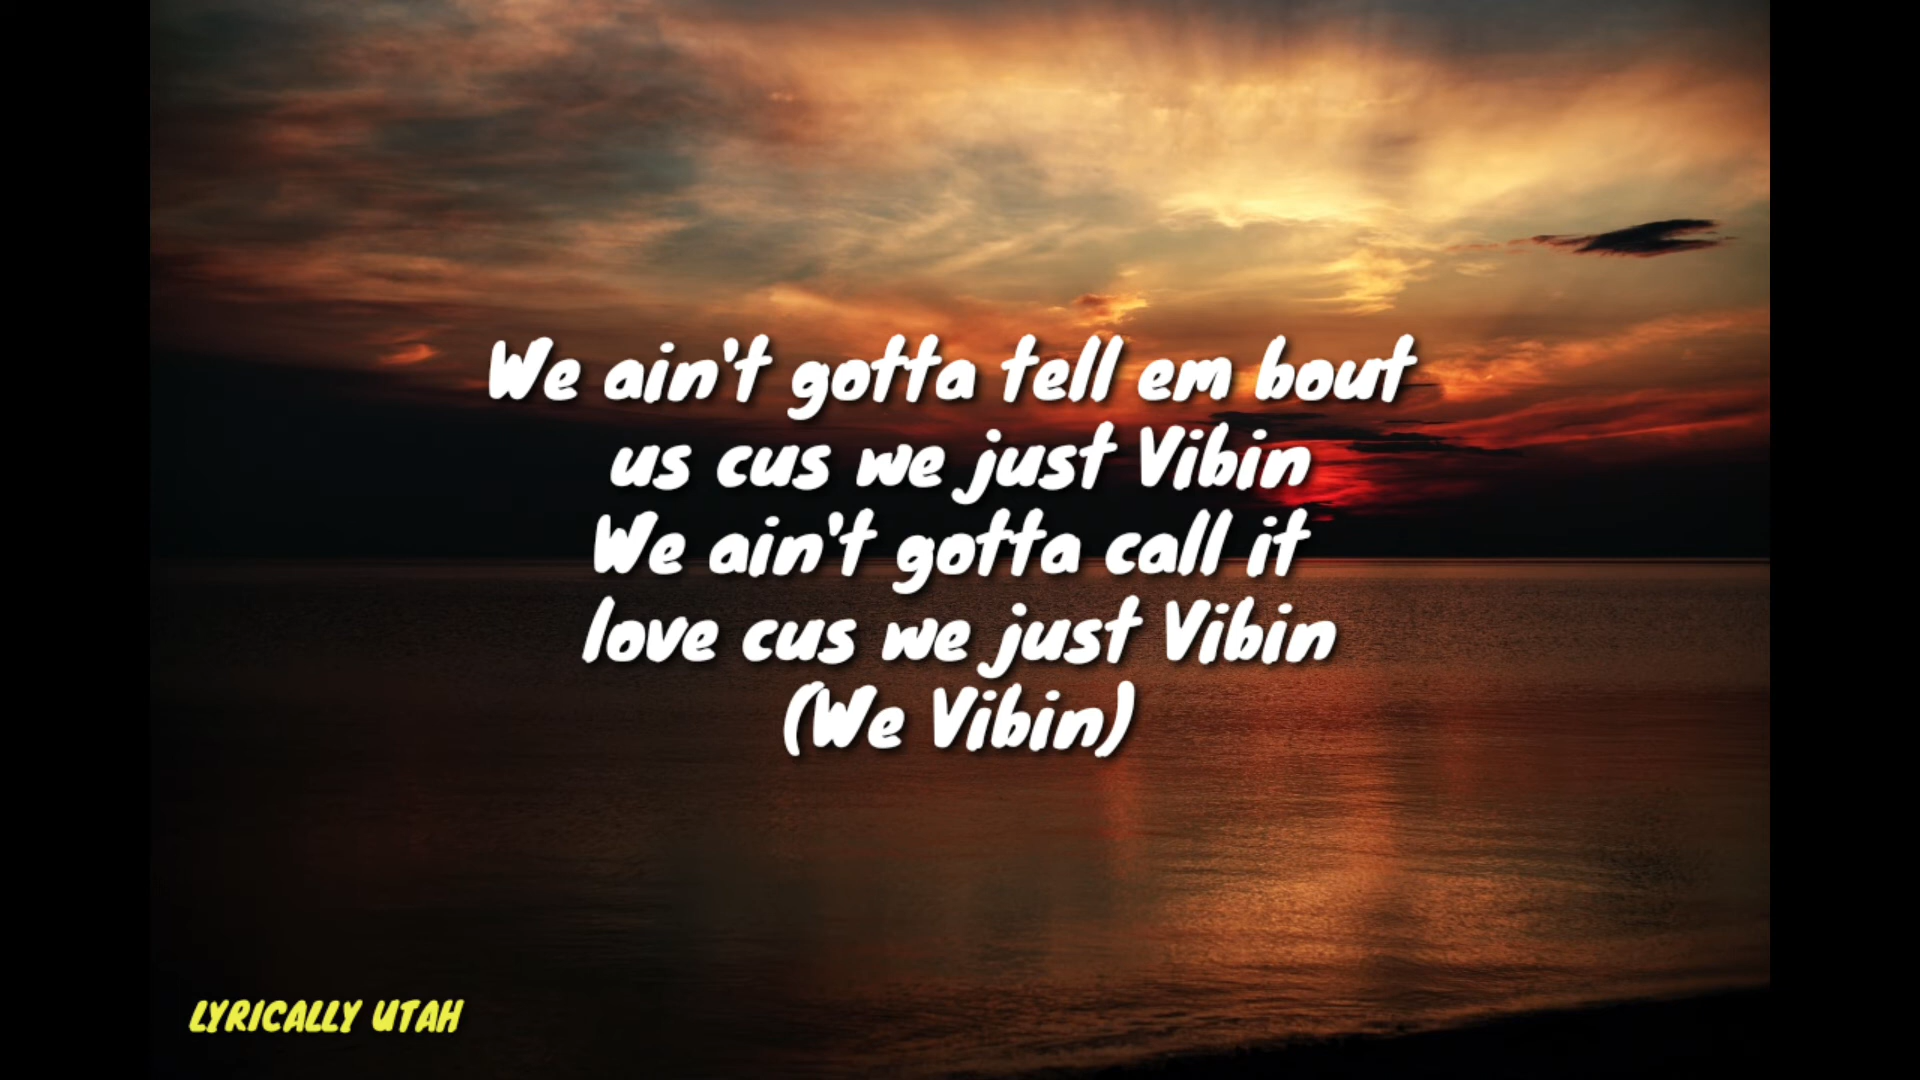 We ain't gotta tell em bout
us cus we just Vibin
We ain't gotta call it
love cus we just Vibin
(We Vibin)
LYRICALLY UTAH